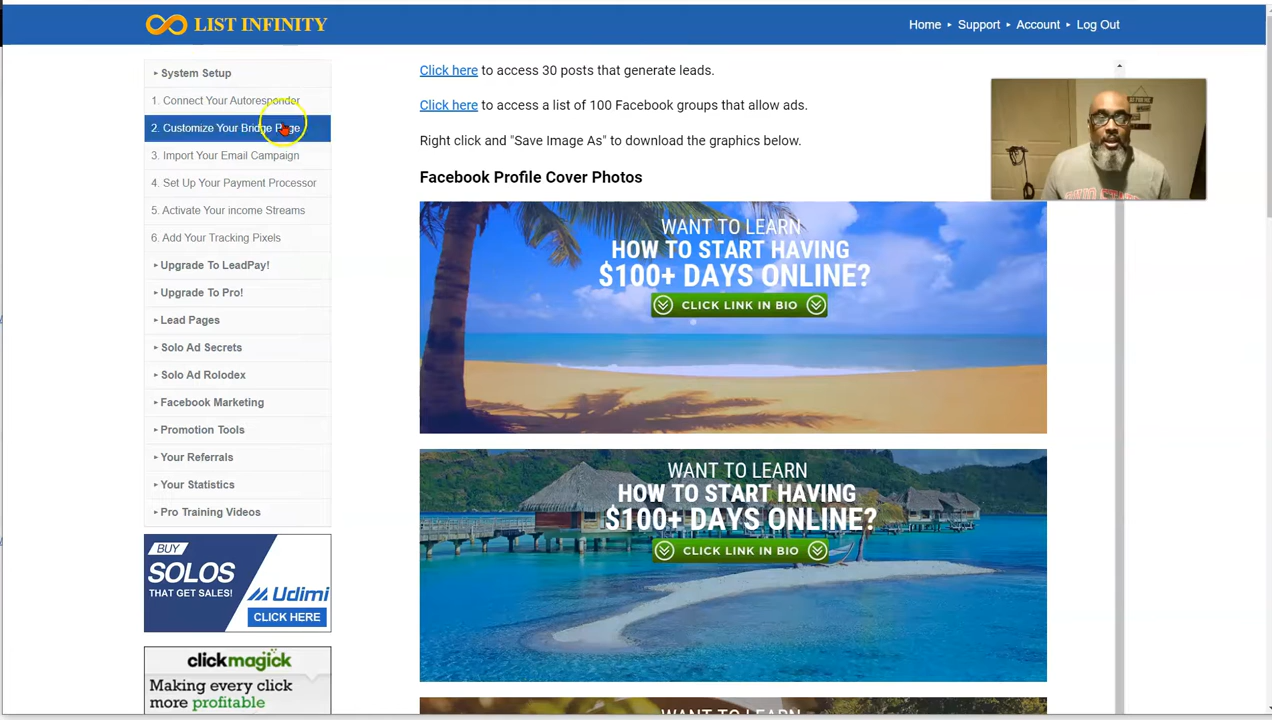 LIST INFINITY
Home ▸ Support ▸ Account ▸ Log Out
▸ System Setup
1. Connect Your Autoresponder
2. Customize Your Bridge Page
3. Import Your Email Campaign
4. Set Up Your Payment Processor
5. Activate Your income Streams
6. Add Your Tracking Pixels
▸ Upgrade To LeadPay!
▸ Upgrade To Pro!
▸ Lead Pages
▸ Solo Ad Secrets
▸ Solo Ad Rolodex
▸ Facebook Marketing
▸ Promotion Tools
▸ Your Referrals
▸ Your Statistics
▸ Pro Training Videos
BUY
SOLOS
THAT GET SALES!
Udimi
CLICK HERE
clickmagick
Making every click
more profitable
Click here to access 30 posts that generate leads.
Click here to access a list of 100 Facebook groups that allow ads.
Right click and "Save Image As" to download the graphics below.
Facebook Profile Cover Photos
WANT TO LEARN
HOW TO START HAVING
$100+ DAYS ONLINE?
CLICK LINK IN BIO
WANT TO LEARN
HOW TO START HAVING
$100+ DAYS ONLINE?
CLICK LINK IN BIO
WANT TO LEARN